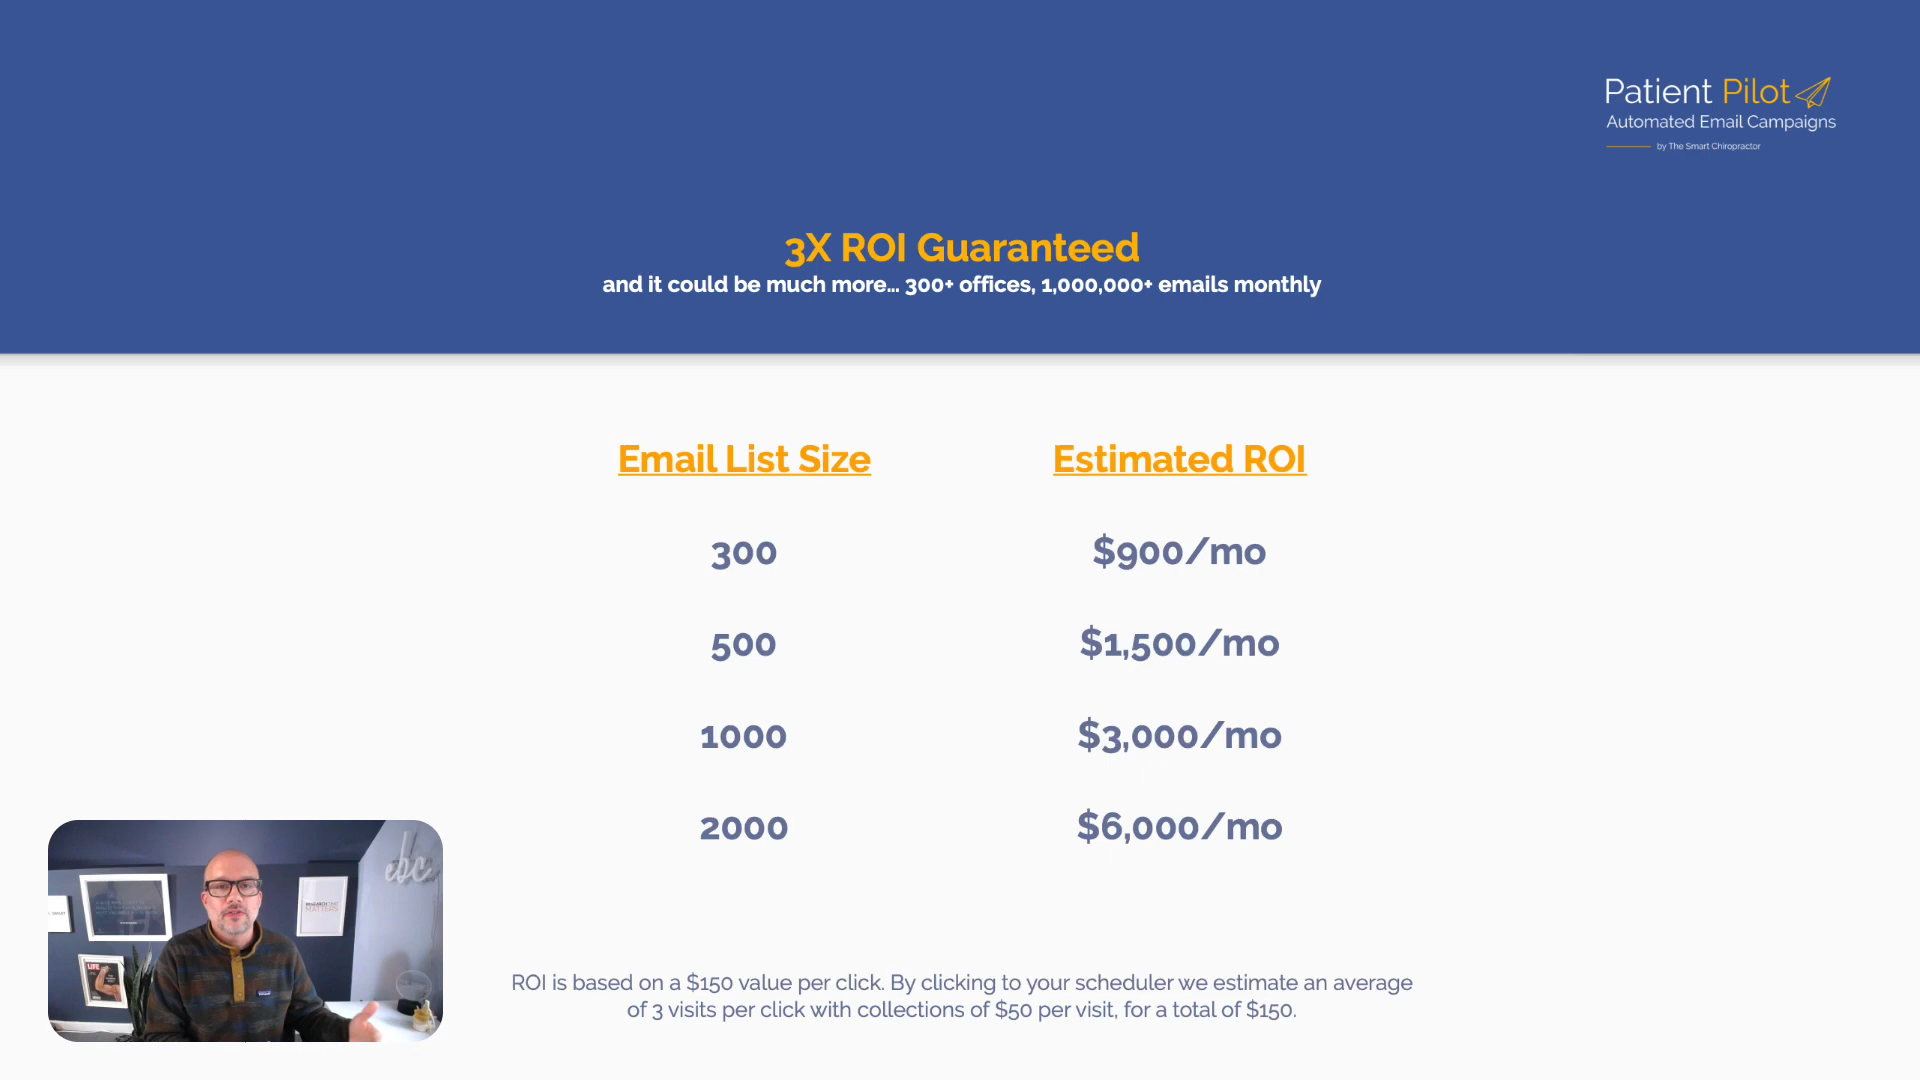 Patient Pilot
Automated Email Campaigns
by The Smart Chiropractor
3X ROI Guaranteed
and it could be much more... 300+ offices, 1,000,000+ emails monthly
Email List Size Estimated ROI
300 $900/mo
500 $1,500/mo
1000 $3,000/mo
2000 $6,000/mo
ebc
MATTERS
LIFE
ROI is based on a $150 value per click. By clicking to your scheduler we estimate an average
of 3 visits per click with collections of $50 per visit, for a total of $150.